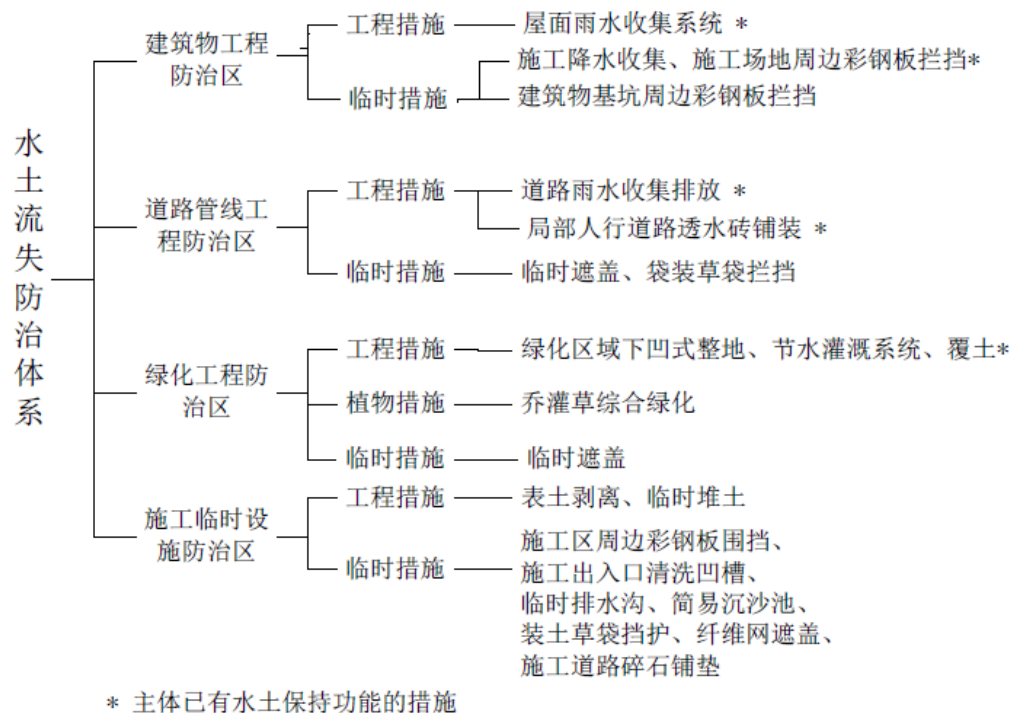 水土流失防治体系
建筑物工程
防治区
工程措施
屋面雨水收集系统 *
临时措施
施工降水收集、施工场地周边彩钢板拦挡*
建筑物基坑周边彩钢板拦挡
道路管线工
程防治区
工程措施
道路雨水收集排放 *
局部人行道路透水砖铺装 *
临时措施
临时遮盖、袋装草袋拦挡
绿化工程防
治区
工程措施
绿化区域下凹式整地、节水灌溉系统、覆土*
植物措施
乔灌草综合绿化
临时措施
临时遮盖
施工临时设
施防治区
工程措施
表土剥离、临时堆土
临时措施
施工区周边彩钢板围挡、
施工出入口清洗凹槽、
临时排水沟、简易沉沙池、
装土草袋挡护、纤维网遮盖、
施工道路碎石铺垫
* 主体已有水土保持功能的措施